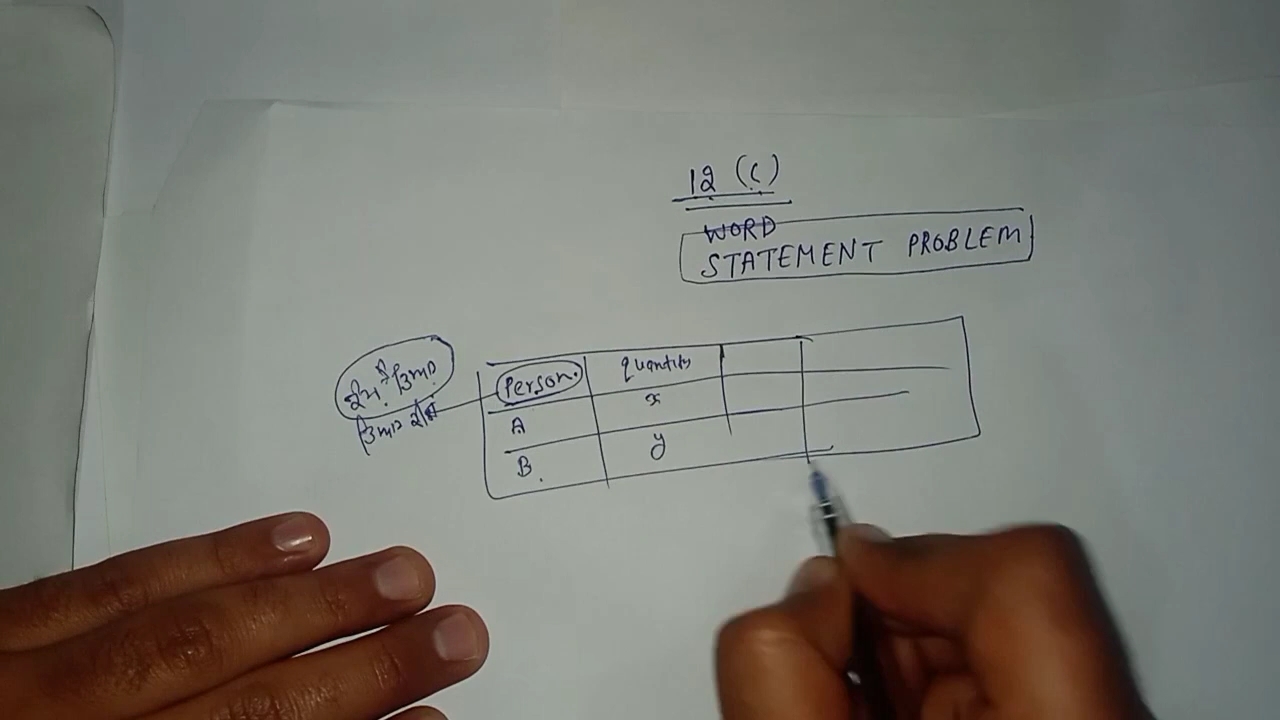 12 (C)
WORD
STATEMENT PROBLEM
Person. quantity
A x
B. y